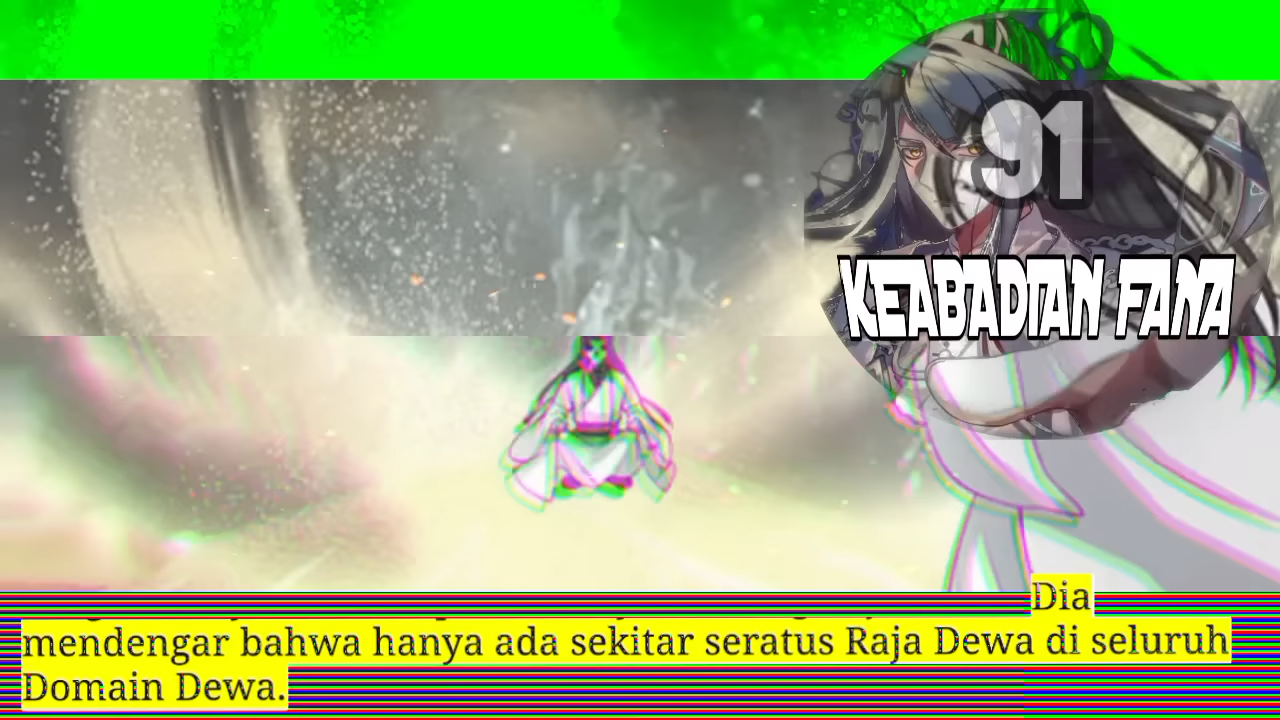 91
KEABADIAN FANA
Dia
mendengar bahwa hanya ada sekitar seratus Raja Dewa di seluruh
Domain Dewa.